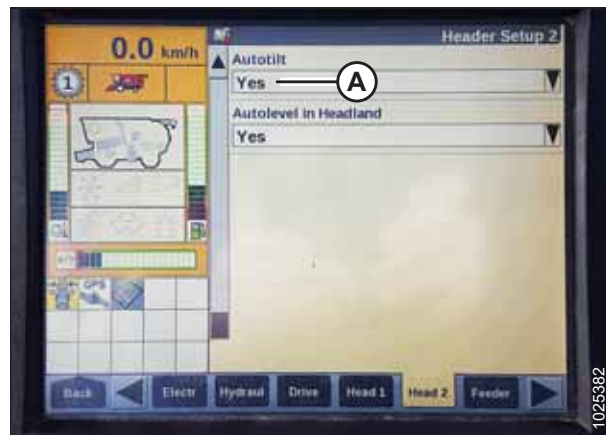 0.0 km/h
Header Setup 2
1
Autotilt
Yes
A
Autolevel in Headland
Yes
Back
Electr
Hydraul
Drive
Head 1
Head 2
Feeder
1025382